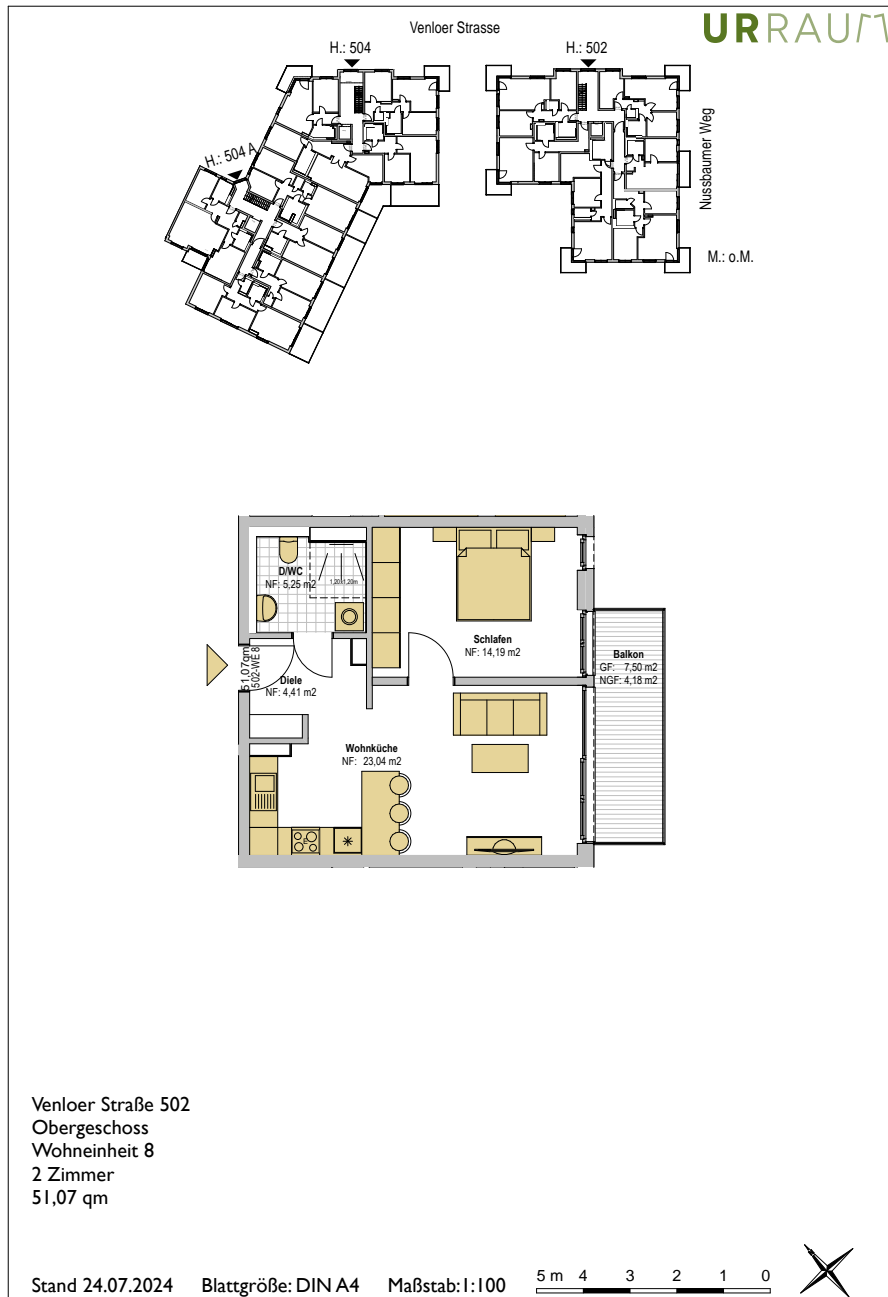 Venloer Strasse
URRAUM
H.: 504
H.: 502
H.: 504 A
Nussbaumer Weg
M.: o.M.
D/WC
NF: 5,25 m2
1,20x1,20m
Schlafen
NF: 14,19 m2
Balkon
GF: 7,50 m2
NGF: 4,18 m2
51,07qm
502-WE 8
Diele
NF: 4,41 m2
Wohnküche
NF: 23,04 m2
Venloer Straße 502
Obergeschoss
Wohneinheit 8
2 Zimmer
51,07 qm
Stand 24.07.2024 Blattgröße: DIN A4 Maßstab:1:100 5 m 4 3 2 1 0